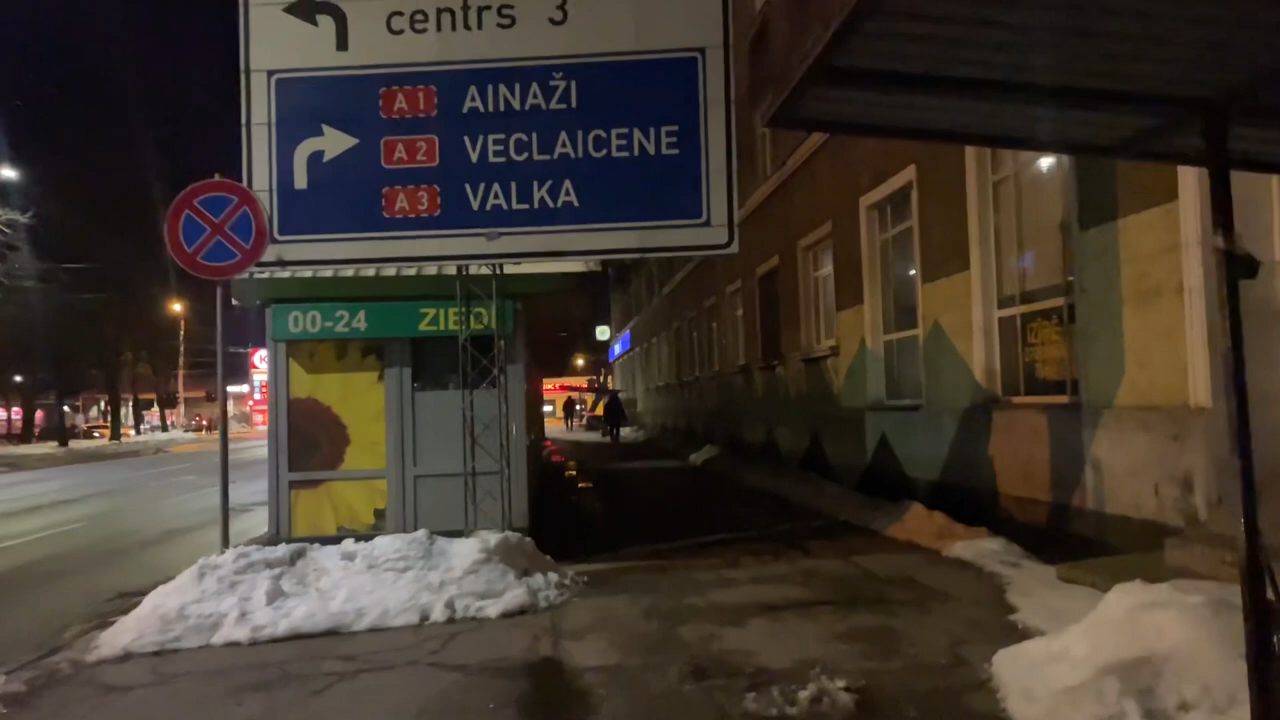 centrs 3
A1 AINAŽI
A2 VECLAICENE
A3 VALKA
00-24 ZIEDI
K